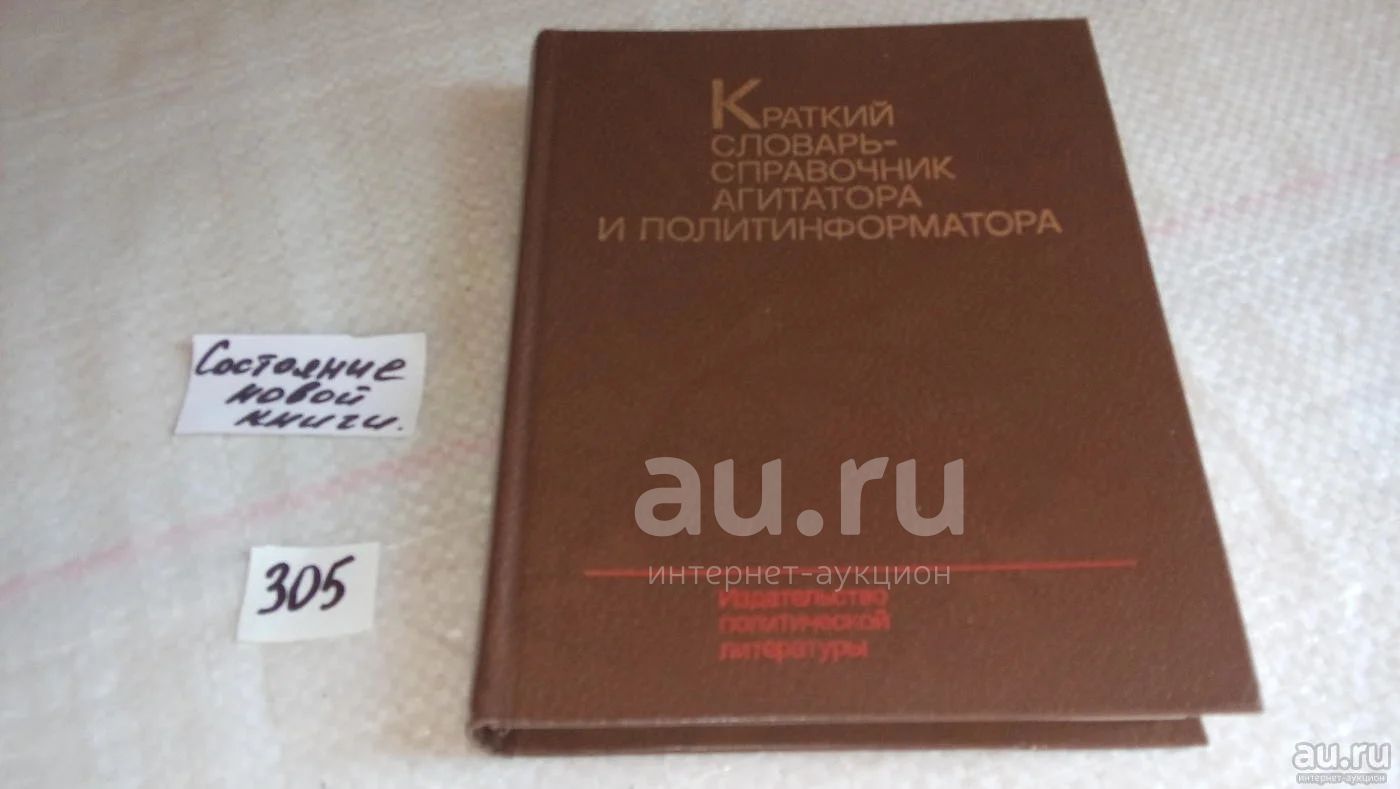 Краткий
словарь-
справочник
агитатора
и политинформатора
Состояние
новой
книги.
au.ru
интернет-аукцион
305
Издательство
политической
литературы
au.ru
интернет-аукцион